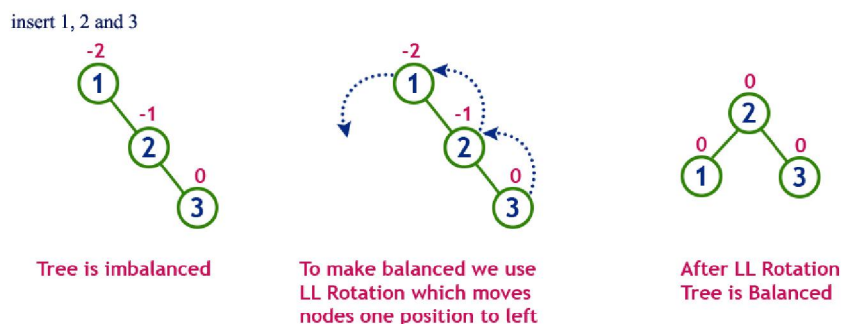 insert 1, 2 and 3
-2
1
-1
2
0
3
Tree is imbalanced
-2
1
-1
2
0
3
To make balanced we use
LL Rotation which moves
nodes one position to left
0
2
0
1
0
3
After LL Rotation
Tree is Balanced